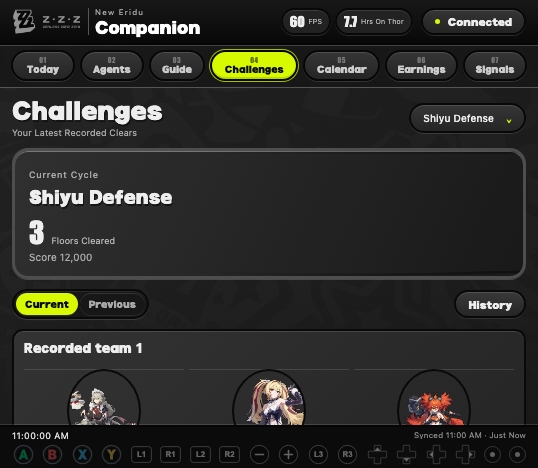 Z·Z·Z
New Eridu
Companion
60 FPS
7.7 Hrs On Thor
Connected
01
Today
02
Agents
03
Guide
04
Challenges
05
Calendar
06
Earnings
07
Signals
Challenges
Your Latest Recorded Clears
Shiyu Defense
Current Cycle
Shiyu Defense
3 Floors Cleared
Score 12,000
Current
Previous
History
Recorded team 1
11:00:00 AM
Synced 11:00 AM · Just Now
A B X Y L1 R1 L2 R2 L3 R3